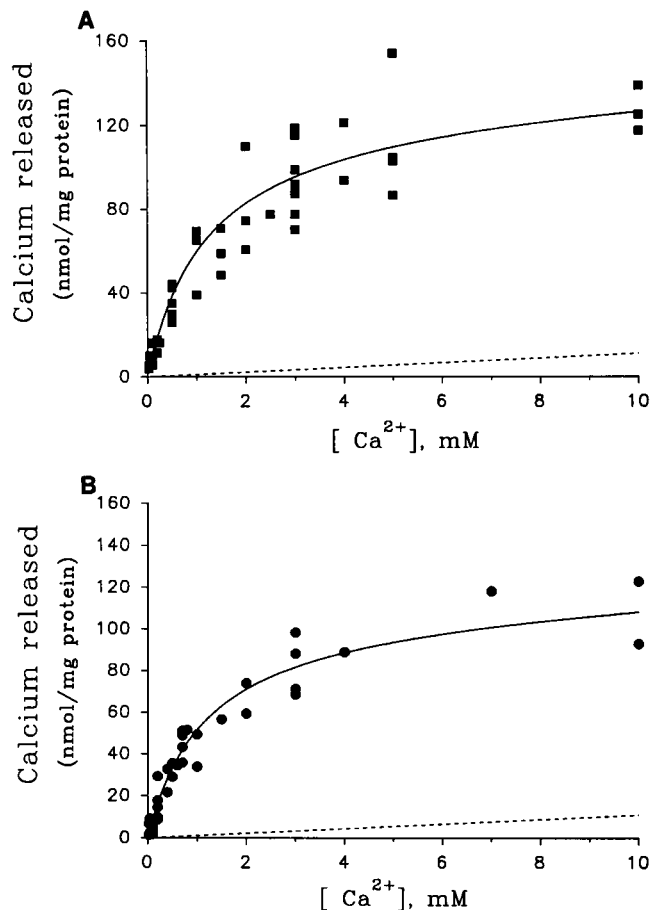 A
Calcium released
(nmol/mg protein)
160
120
80
40
0
0 2 4 6 8 10
[ Ca2+], mM
B
Calcium released
(nmol/mg protein)
160
140
120
100
80
60
40
20
0
0 2 4 6 8 10
[ Ca2+], mM